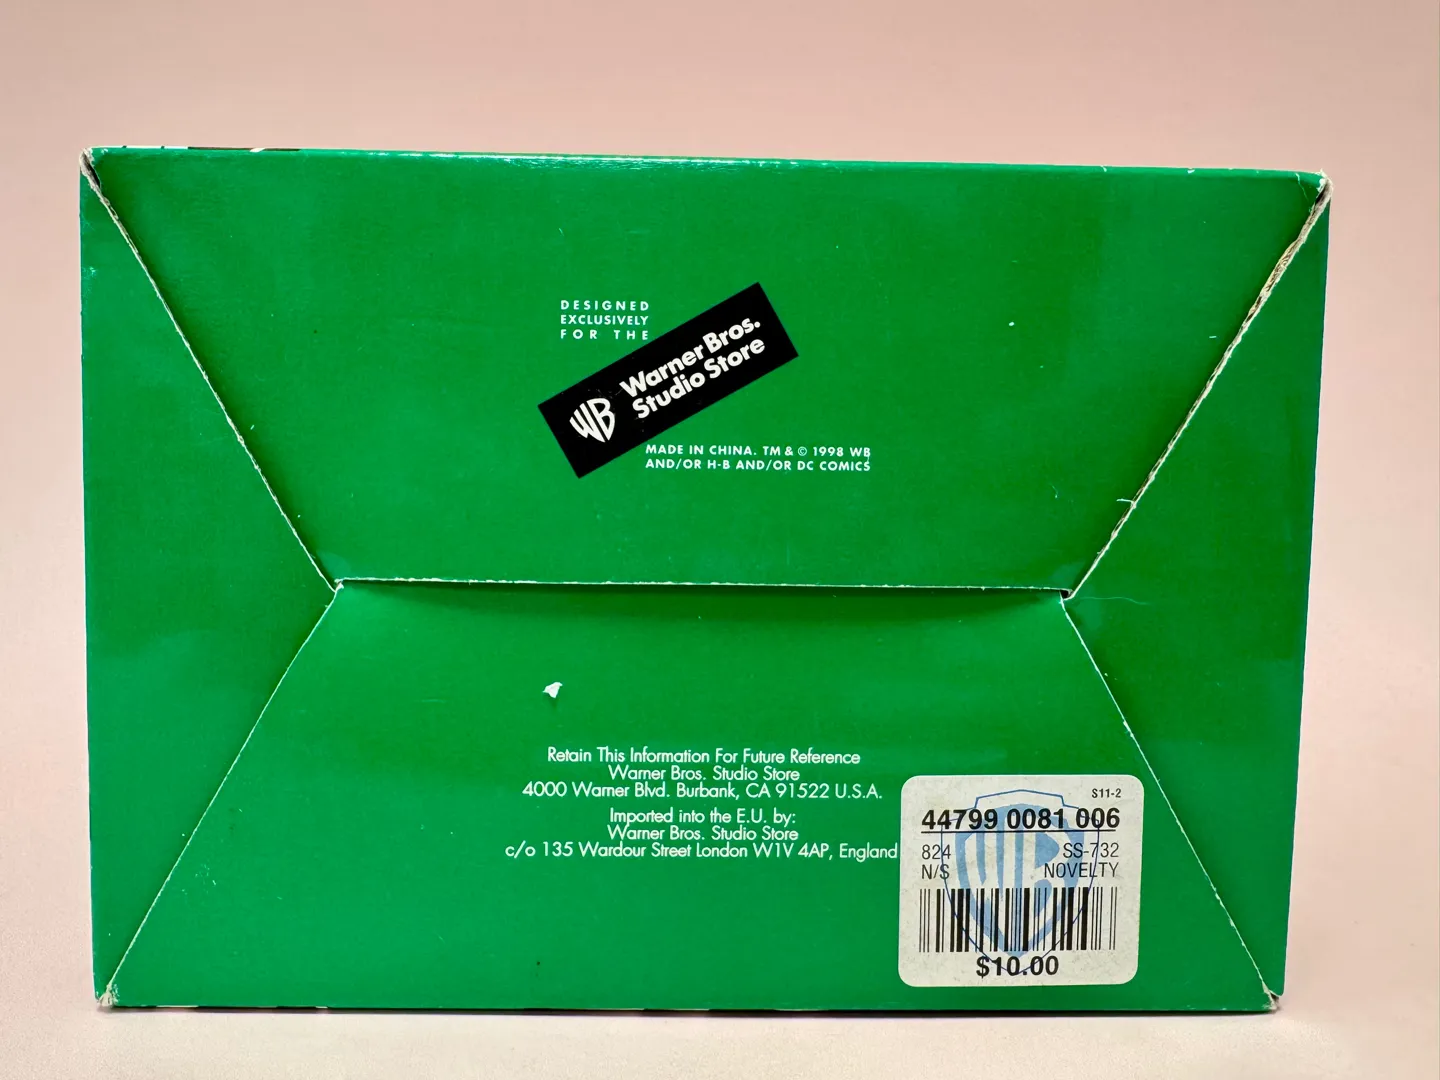 DESIGNED
EXCLUSIVELY
FOR THE
WB Warner Bros.
Studio Store
MADE IN CHINA. TM & © 1998 WB
AND/OR H-B AND/OR DC COMICS
Retain This Information For Future Reference
Warner Bros. Studio Store
4000 Warner Blvd. Burbank, CA 91522 U.S.A.
Imported into the E.U. by:
Warner Bros. Studio Store
c/o 135 Wardour Street London W1V 4AP, England
S11-2
44799 0081 006
824 SS-732
N/S NOVELTY
WB
$10.00